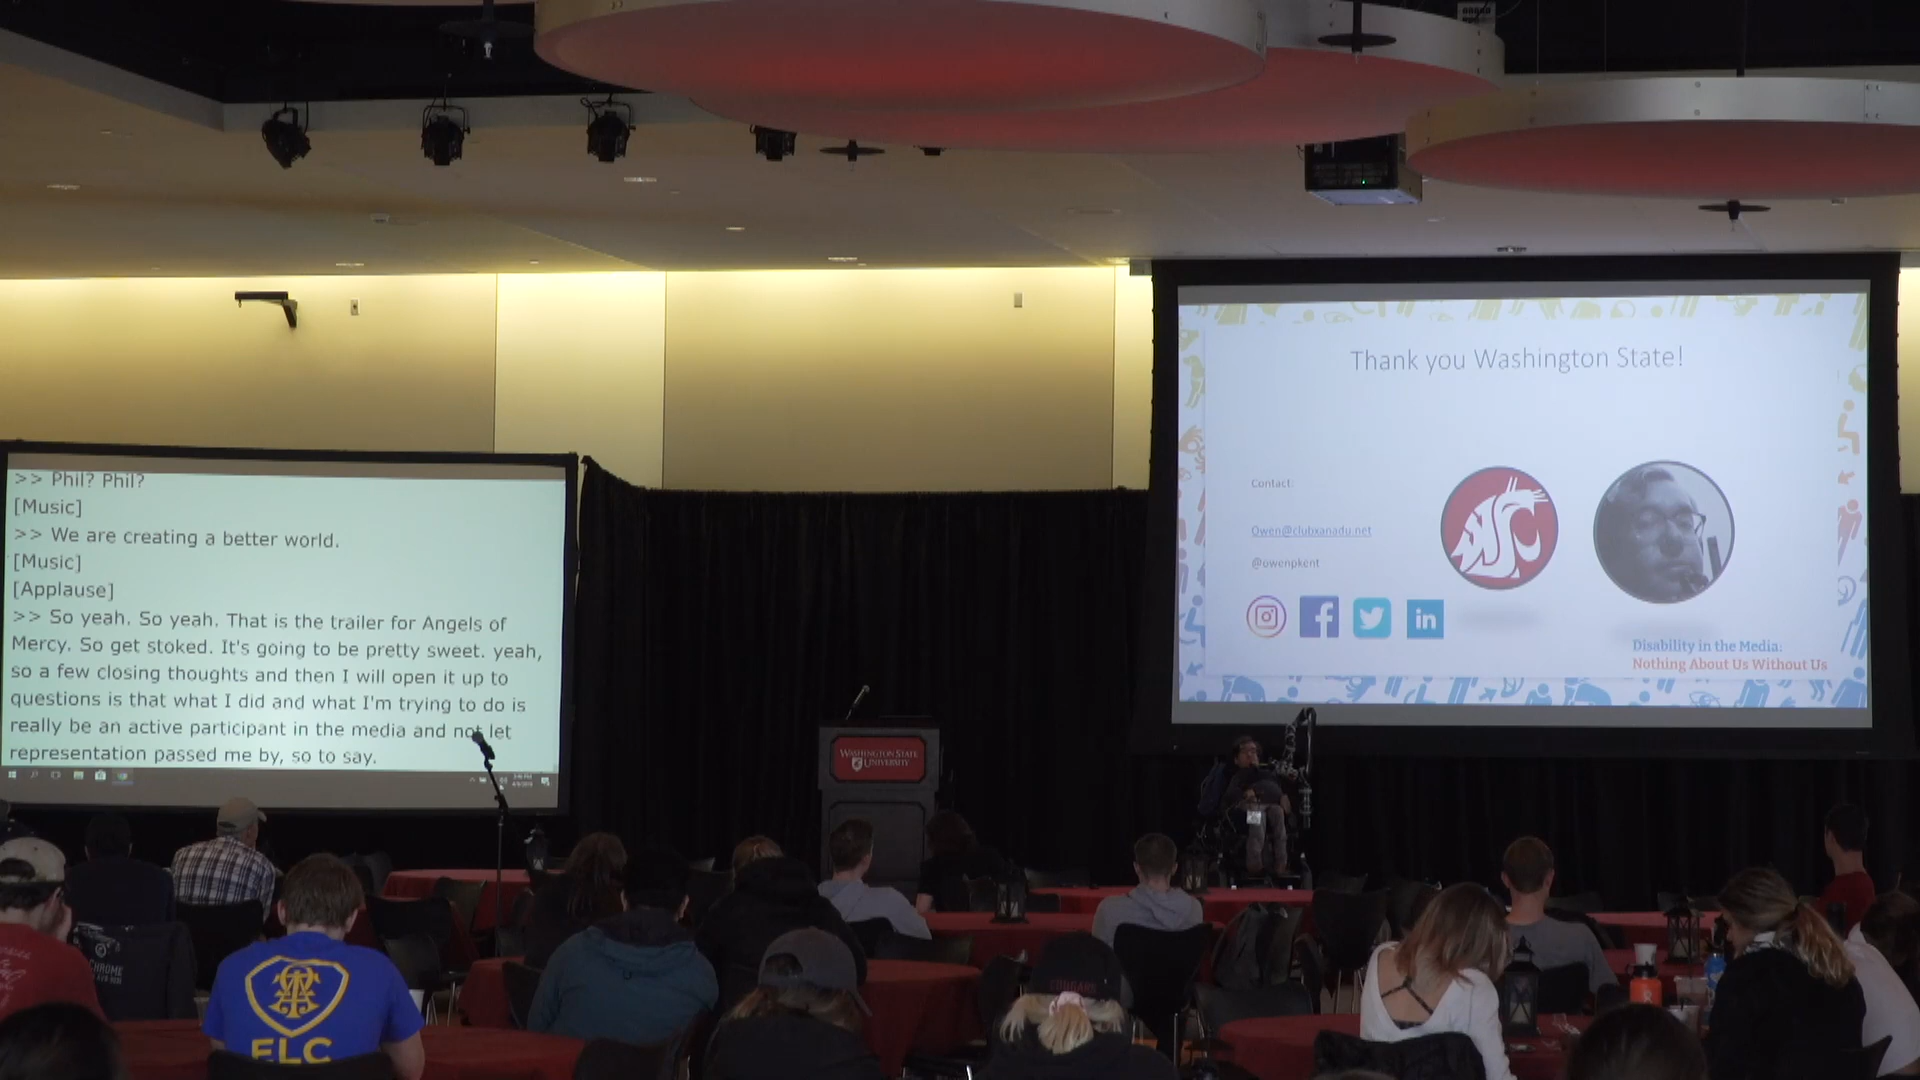 >> Phil? Phil?
[Music]
>> We are creating a better world.
[Music]
[Applause]
>> So yeah. So yeah. That is the trailer for Angels of
Mercy. So get stoked. It's going to be pretty sweet. yeah,
so a few closing thoughts and then I will open it up to
questions is that what I did and what I'm trying to do is
really be an active participant in the media and not let
representation passed me by, so to say.
Thank you Washington State!
Contact:
Owen@clubxanadu.net
@owenpkent
in
Disability in the Media:
Nothing About Us Without Us
WASHINGTON STATE
UNIVERSITY
CHROME
ELC
COUGARS